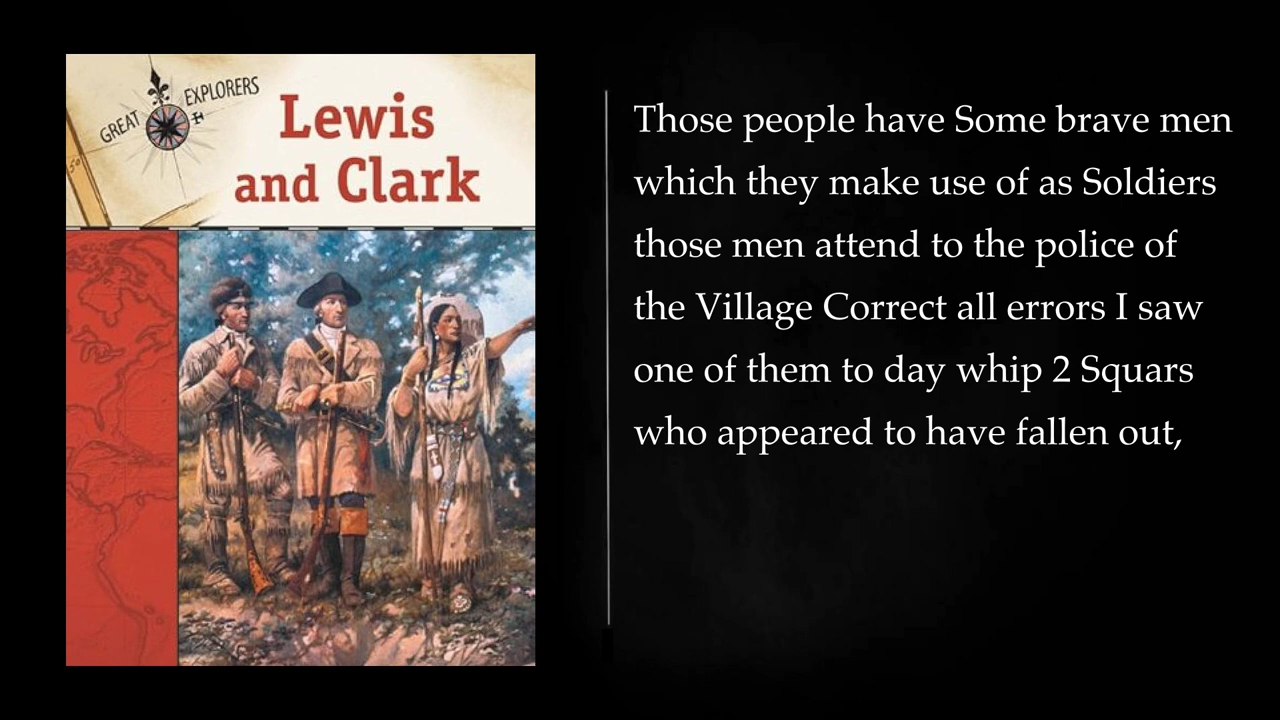 GREAT EXPLORERS
Lewis
and Clark
50
Those people have Some brave men
which they make use of as Soldiers
those men attend to the police of
the Village Correct all errors I saw
one of them to day whip 2 Squars
who appeared to have fallen out,